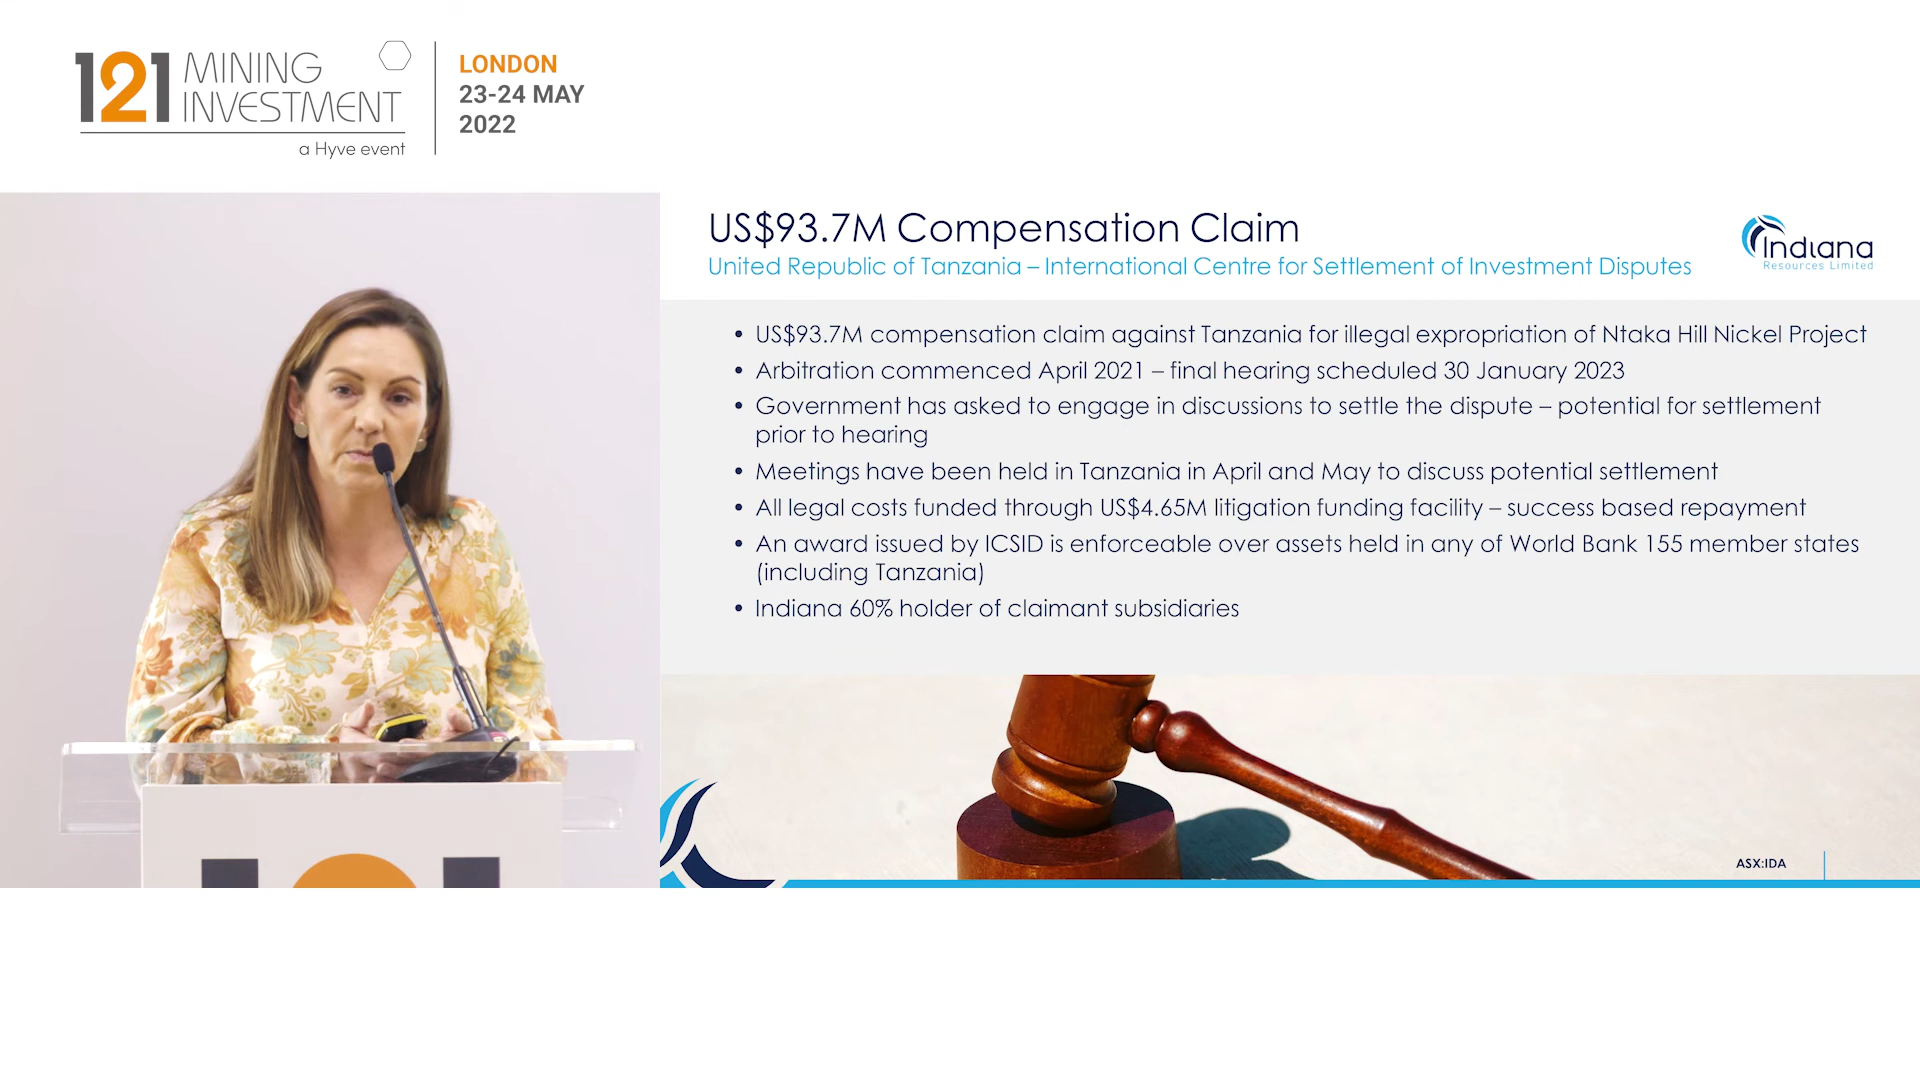 121 MINING
INVESTMENT
a Hyve event
LONDON
23-24 MAY
2022
US$93.7M Compensation Claim
United Republic of Tanzania – International Centre for Settlement of Investment Disputes
Indiana
Resources Limited
• US$93.7M compensation claim against Tanzania for illegal expropriation of Ntaka Hill Nickel Project
• Arbitration commenced April 2021 – final hearing scheduled 30 January 2023
• Government has asked to engage in discussions to settle the dispute – potential for settlement
prior to hearing
• Meetings have been held in Tanzania in April and May to discuss potential settlement
• All legal costs funded through US$4.65M litigation funding facility – success based repayment
• An award issued by ICSID is enforceable over assets held in any of World Bank 155 member states
(including Tanzania)
• Indiana 60% holder of claimant subsidiaries
ASX:IDA